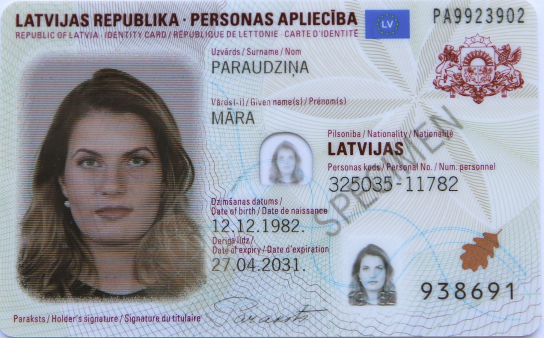 LATVIJAS REPUBLIKA · PERSONAS APLIECĪBA
REPUBLIC OF LATVIA · IDENTITY CARD / RÉPUBLIQUE DE LETTONIE · CARTE D'IDENTITÉ
LV
PA9923902
Uzvārds / Surname / Nom
PARAUDZIŅA
Vārds(-i) / Given name(s) / Prénom(s)
MĀRA
Pilsonība / Nationality / Nationalité
LATVIJAS
Personas kods / Personal No. / Num. personnel
325035-11782
SPECIMEN
Dzimšanas datums /
Date of birth / Date de naissance
12.12.1982.
Derīga līdz /
Date of expiry / Date d'expiration
27.04.2031.
938691
Paraksts / Holder's signature / Signature du titulaire